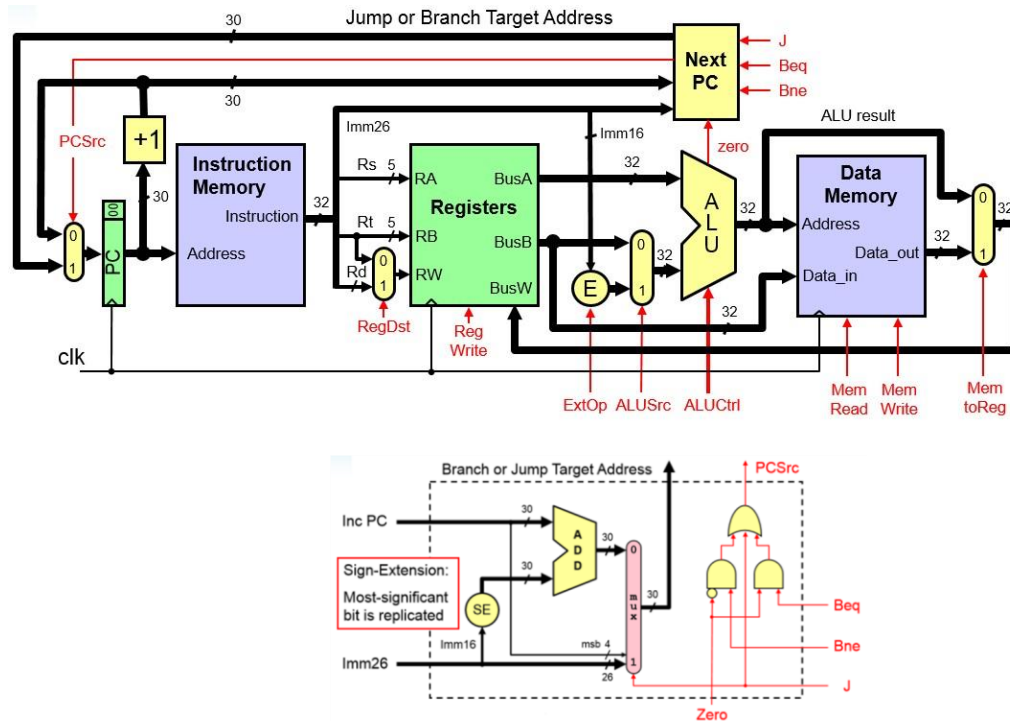 Jump or Branch Target Address
30
J
Beq
Bne
Next
PC
30
PCSrc
+1
30
Imm26
Imm16
zero
ALU result
Instruction
Memory
Instruction
Address
32
Rs 5
RA
BusA
32
Registers
Rt 5
RB
BusB
Rd
0
1
RW
BusW
0
1
PC
00
E
0
1
32
A
L
U
32
Data
Memory
Address
Data_out
Data_in
32
32
0
1
32
clk
RegDst
Reg
Write
ExtOp
ALUSrc
ALUCtrl
Mem
Read
Mem
Write
Mem
toReg
Branch or Jump Target Address
PCSrc
Inc PC
30
A
D
D
30
30
Sign-Extension:
Most-significant
bit is replicated
SE
Imm16
0
m
u
x
1
30
msb 4
Imm26
26
Beq
Bne
J
Zero